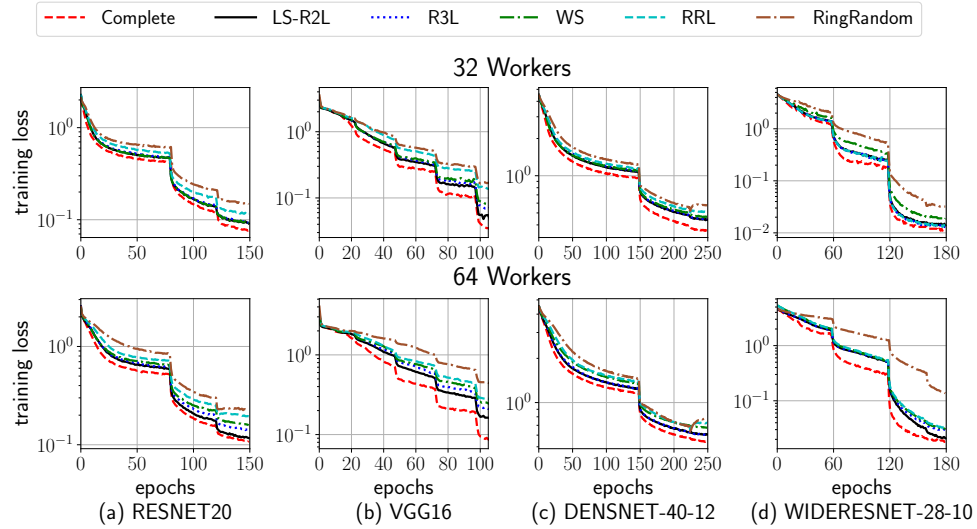 Complete LS-R2L R3L WS RRL RingRandom
32 Workers
training loss
10^0
10^-1
0 50 100 150
10^0
10^-1
0 20 40 60 80 100
10^0
0 50 100 150 200 250
10^0
10^-1
10^-2
0 60 120 180
64 Workers
training loss
10^0
10^-1
0 50 100 150
10^0
10^-1
0 20 40 60 80 100
10^0
0 50 100 150 200 250
10^0
10^-1
0 60 120 180
epochs epochs epochs epochs
(a) RESNET20 (b) VGG16 (c) DENSNET-40-12 (d) WIDERESNET-28-10